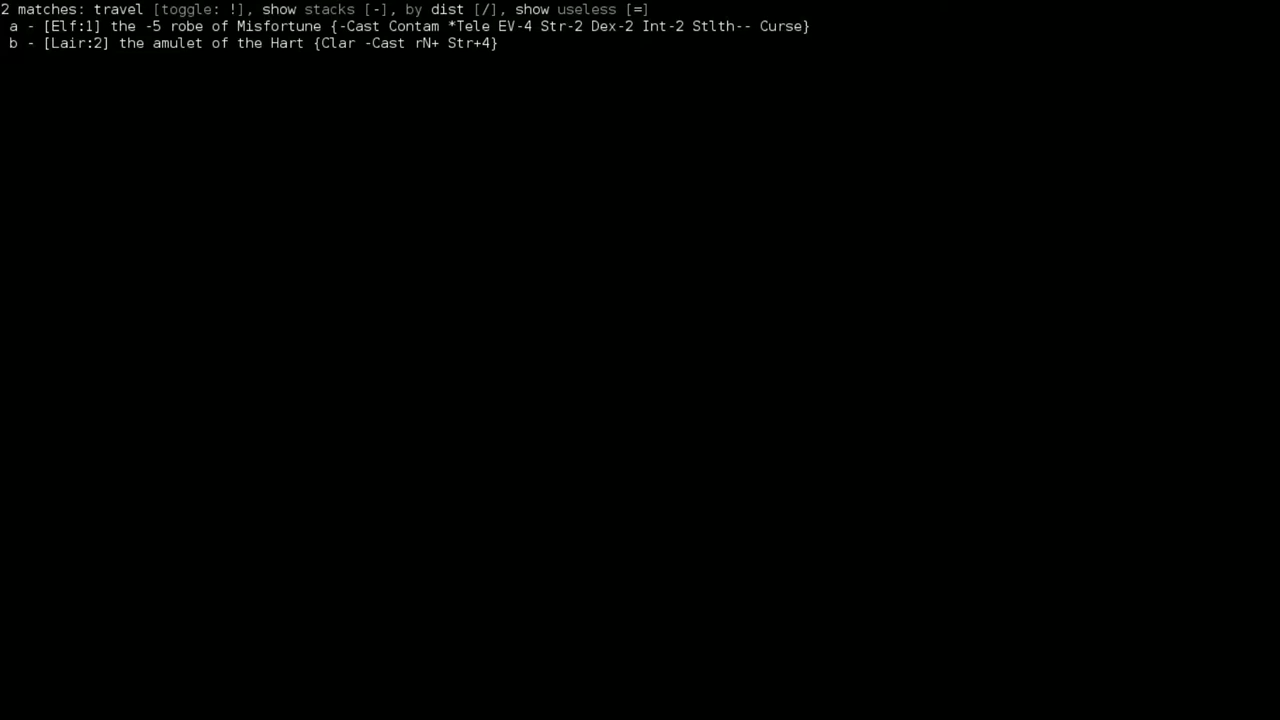 2 matches: travel [toggle: !], show stacks [-], by dist [/], show useless [=]
a - [Elf:1] the -5 robe of Misfortune {-Cast Contam *Tele EV-4 Str-2 Dex-2 Int-2 Stlth-- Curse}
b - [Lair:2] the amulet of the Hart {Clar -Cast rN+ Str+4}